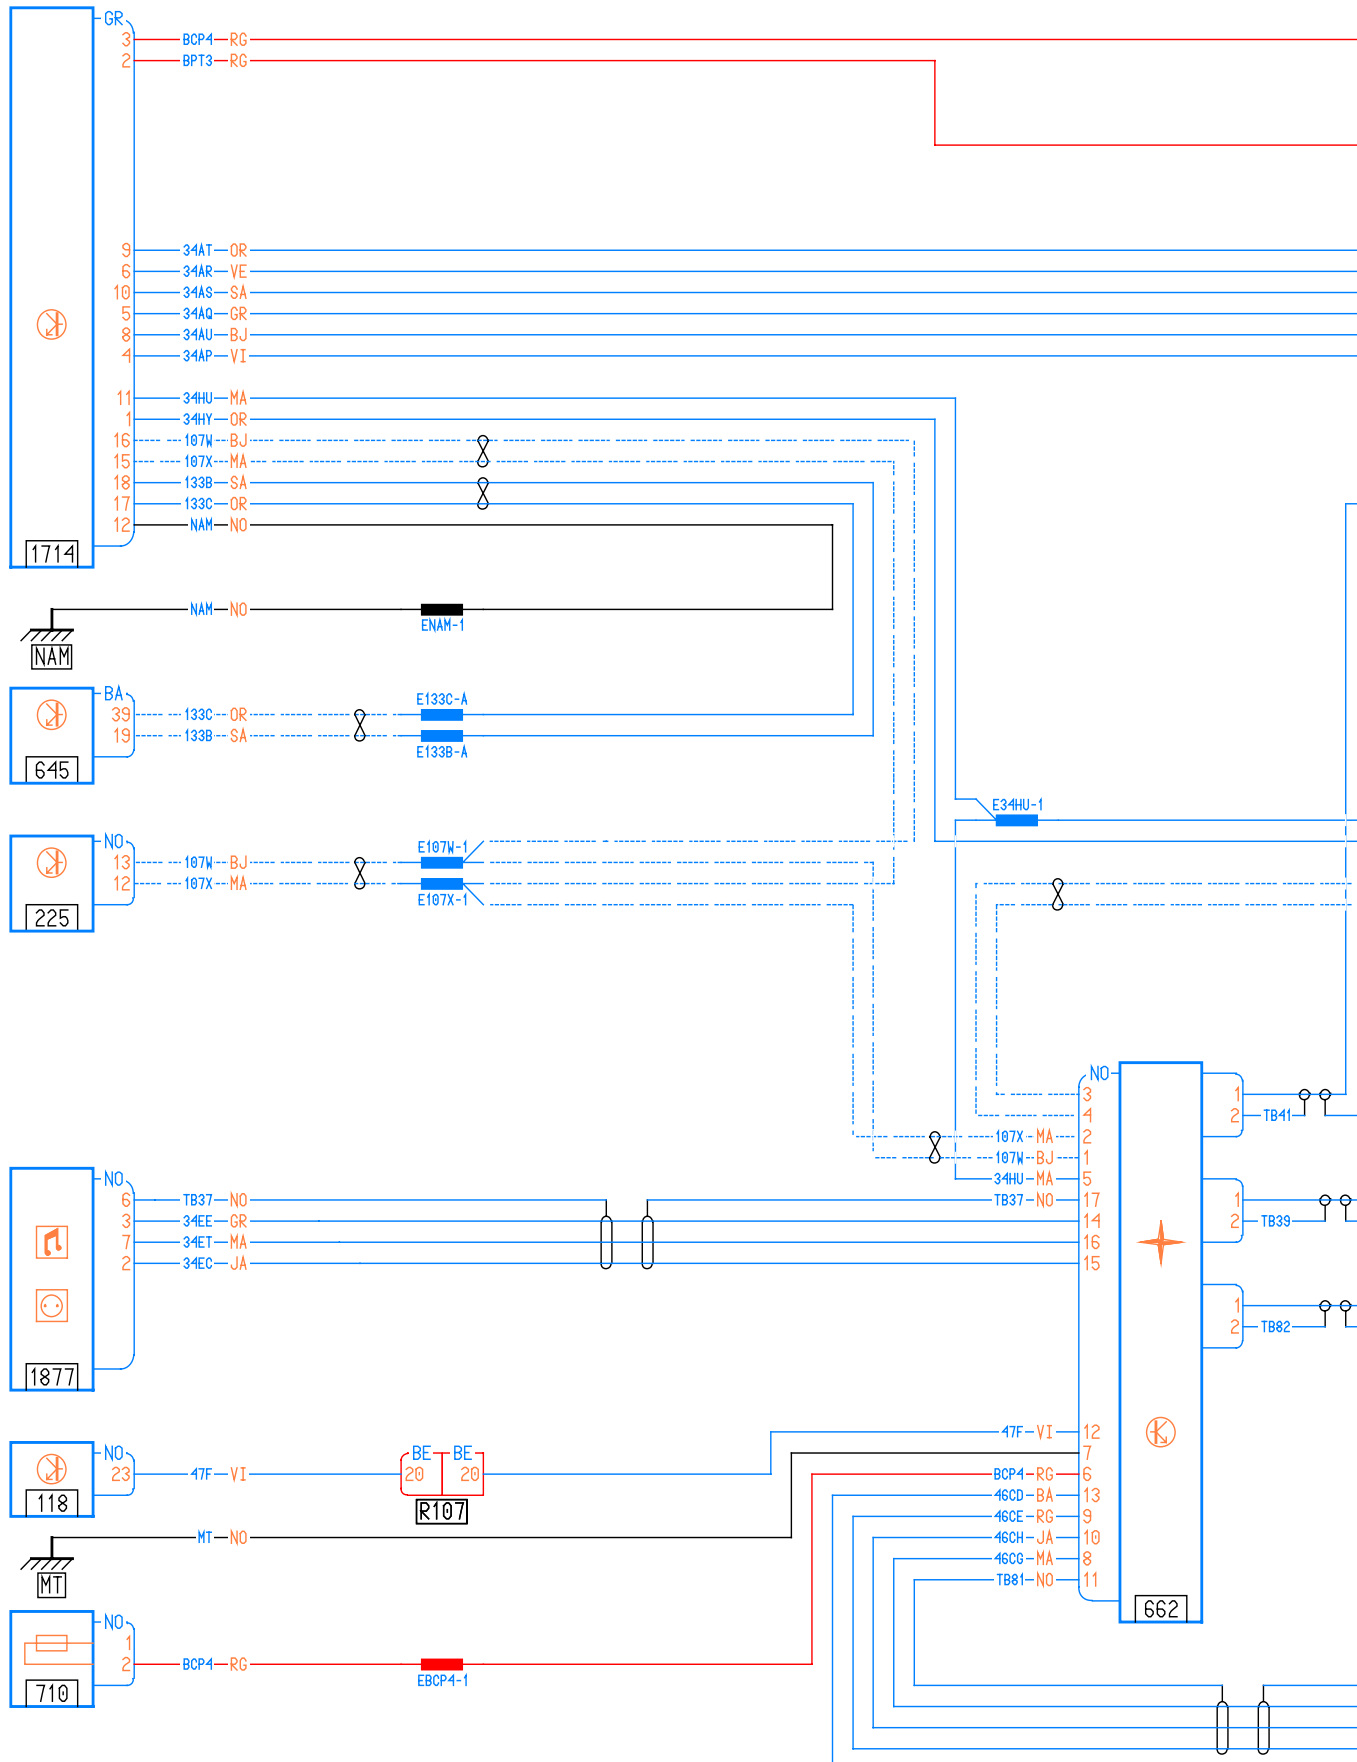 GR
3 BCP4 RG
2 BPT3 RG
9 34AT OR
6 34AR VE
10 34AS SA
5 34AQ GR
8 34AU BJ
4 34AP VI
11 34HU MA
1 34HY OR
16 107W BJ
15 107X MA
18 133B SA
17 133C OR
12 NAM NO
1714
NAM NO
ENAM-1
NAM
BA
39 133C OR
E133C-A
19 133B SA
E133B-A
645
E34HU-1
NO
13 107W BJ
E107W-1
12 107X MA
E107X-1
225
NO
3
4
107X MA 2
107W BJ 1
34HU MA 5
TB37 NO 17
14
16
15
1
2 TB41
1
2 TB39
1
2 TB82
NO
6 TB37 NO
3 34EE GR
7 34ET MA
2 34EC JA
1877
47F VI 12
7
BCP4 RG 6
46CD BA 13
46CE RG 9
46CH JA 10
46CG MA 8
TB81 NO 11
662
NO
23 47F VI
BE BE
20 20
R107
118
MT NO
MT
NO
1
2 BCP4 RG
EBCP4-1
710